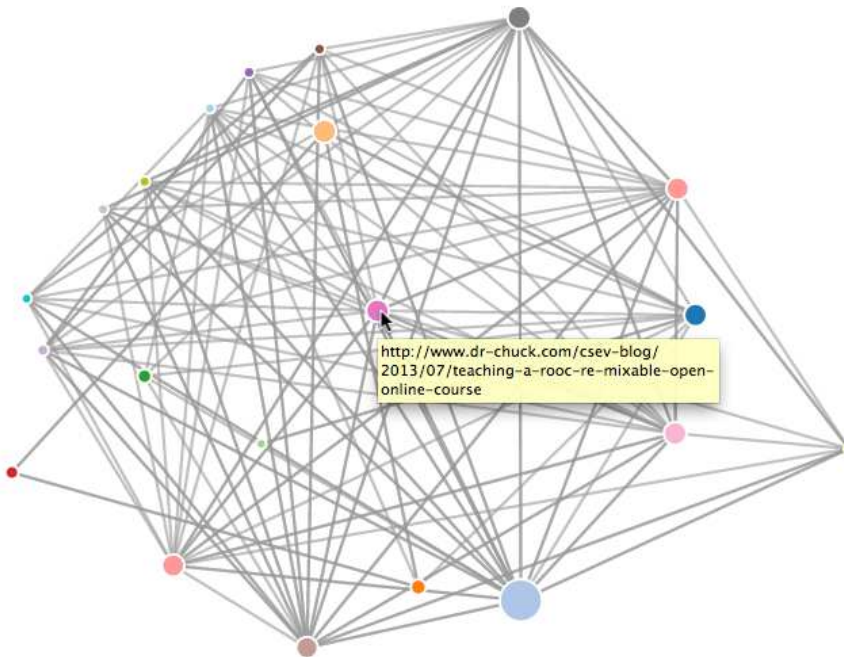 http://www.dr-chuck.com/csev-blog/
2013/07/teaching-a-rooc-re-mixable-open-
online-course